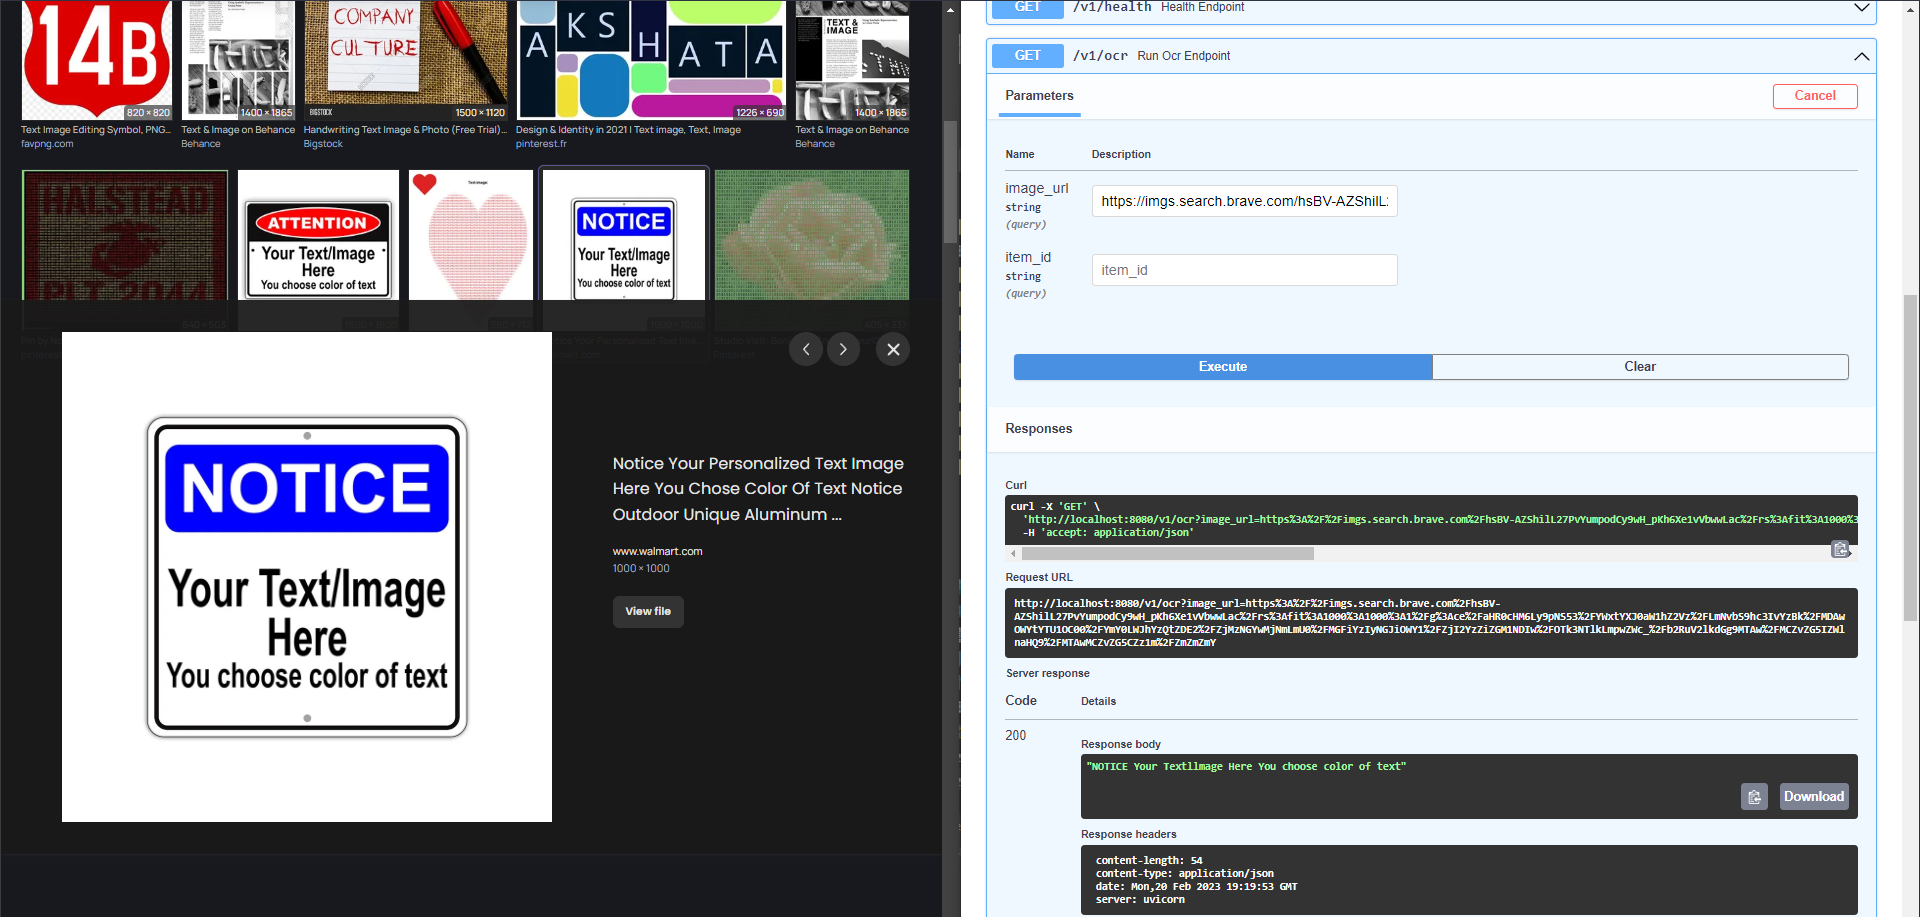 14B
820 × 820
Text Image Editing Symbol, PNG...
favpng.com
1400 × 1865
Text & Image on Behance
Behance
COMPANY
CULTURE
BIGSTOCK
1500 × 1120
Handwriting Text Image & Photo (Free Trial)...
Bigstock
AKSHATA
1226 × 690
Design & Identity in 2021 | Text image, Text, Image
pinterest.fr
TEXT &
IMAGE
1400 × 1865
Text & Image on Behance
Behance
HALSTEAD
ATTENTION
Your Text/Image
Here
You choose color of text
Text image:
NOTICE
Your Text/Image
Here
You choose color of text
NOTICE
Your Text/Image
Here
You choose color of text
Notice Your Personalized Text Image
Here You Chose Color Of Text Notice
Outdoor Unique Aluminum ...
www.walmart.com
1000 × 1000
View file
GET /v1/health Health Endpoint
GET /v1/ocr Run Ocr Endpoint
Parameters
Cancel
Name Description
image_url
string
(query)
https://imgs.search.brave.com/hsBV-AZShilL
item_id
string
(query)
item_id
Execute
Clear
Responses
Curl
curl -X 'GET' \
'http://localhost:8080/v1/ocr?image_url=https%3A%2F%2Fimgs.search.brave.com%2FhsBV-AZShilL27PvYumpodCy9wH_pKh6Xe1vVbwwLac%2Frs%3Afit%3A1000%3
-H 'accept: application/json'
Request URL
http://localhost:8080/v1/ocr?image_url=https%3A%2F%2Fimgs.search.brave.com%2FhsBV-
AZShilL27PvYumpodCy9wH_pKh6Xe1vVbwwLac%2Frs%3Afit%3A1000%3A1000%3A1%2Fg%3Ace%2FaHR0cHM6Ly9pNS53%2FYWxtYXJ0aW1hZ2Vz%2FLmNvbS9hc3IvYzBk%2FMDAw
OWYtYTU1OC00%2FYmY0LWJhYzQtZDE2%2FZjMzNGYwMjNmLmU0%2FMGFiYzIyNGJiOWY1%2FZjI2YzZiZGM1NDIw%2FOTk3NTlkLmpwZWc_%2Fb2RuV2lkdGg9MTAw%2FMCZvZG5IZWl
naHQ9%2FMTAwMCZvZG5CZz1m%2FZmZmZmY
Server response
Code Details
200
Response body
"NOTICE Your Textllmage Here You choose color of text"
Download
Response headers
content-length: 54
content-type: application/json
date: Mon,20 Feb 2023 19:19:53 GMT
server: uvicorn